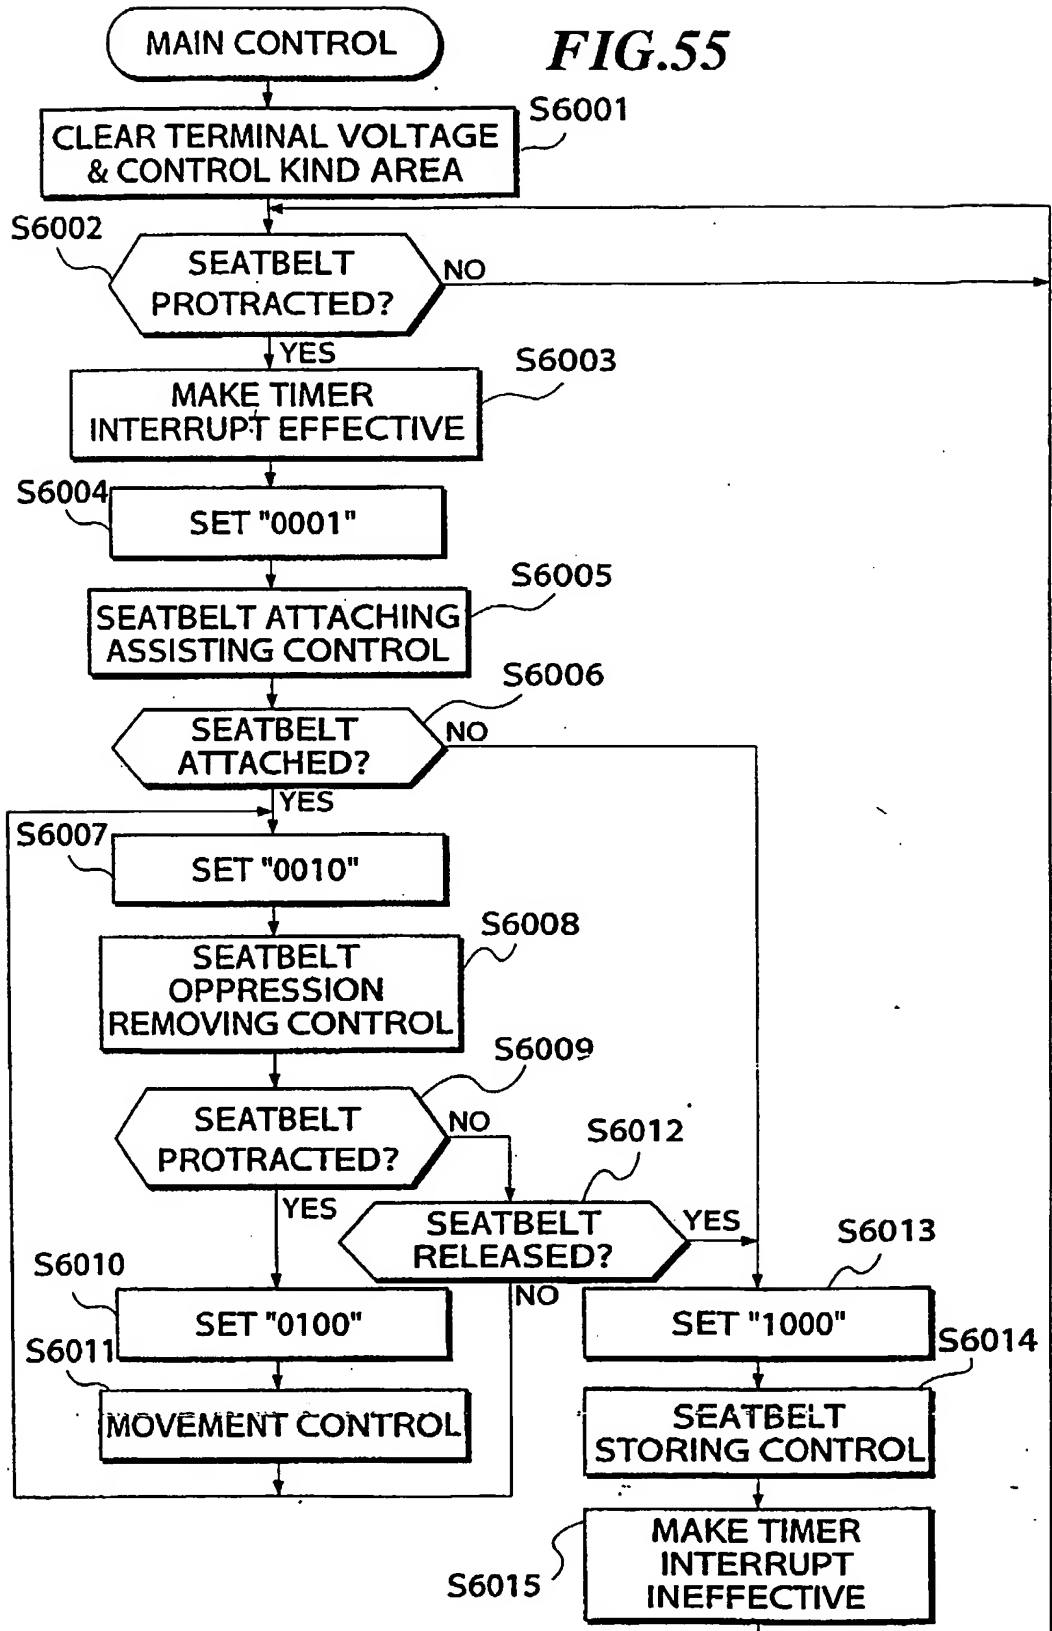 MAIN CONTROL
FIG.55
S6001
CLEAR TERMINAL VOLTAGE
& CONTROL KIND AREA
S6002
SEATBELT
PROTRACTED?
NO
YES
S6003
MAKE TIMER
INTERRUPT EFFECTIVE
S6004
SET "0001"
S6005
SEATBELT ATTACHING
ASSISTING CONTROL
S6006
SEATBELT
ATTACHED?
NO
YES
S6007
SET "0010"
S6008
SEATBELT
OPPRESSION
REMOVING CONTROL
S6009
SEATBELT
PROTRACTED?
NO
YES
S6012
SEATBELT
RELEASED?
YES
NO
S6010
SET "0100"
S6011
MOVEMENT CONTROL
S6013
SET "1000"
S6014
SEATBELT
STORING CONTROL
S6015
MAKE TIMER
INTERRUPT
INEFFECTIVE